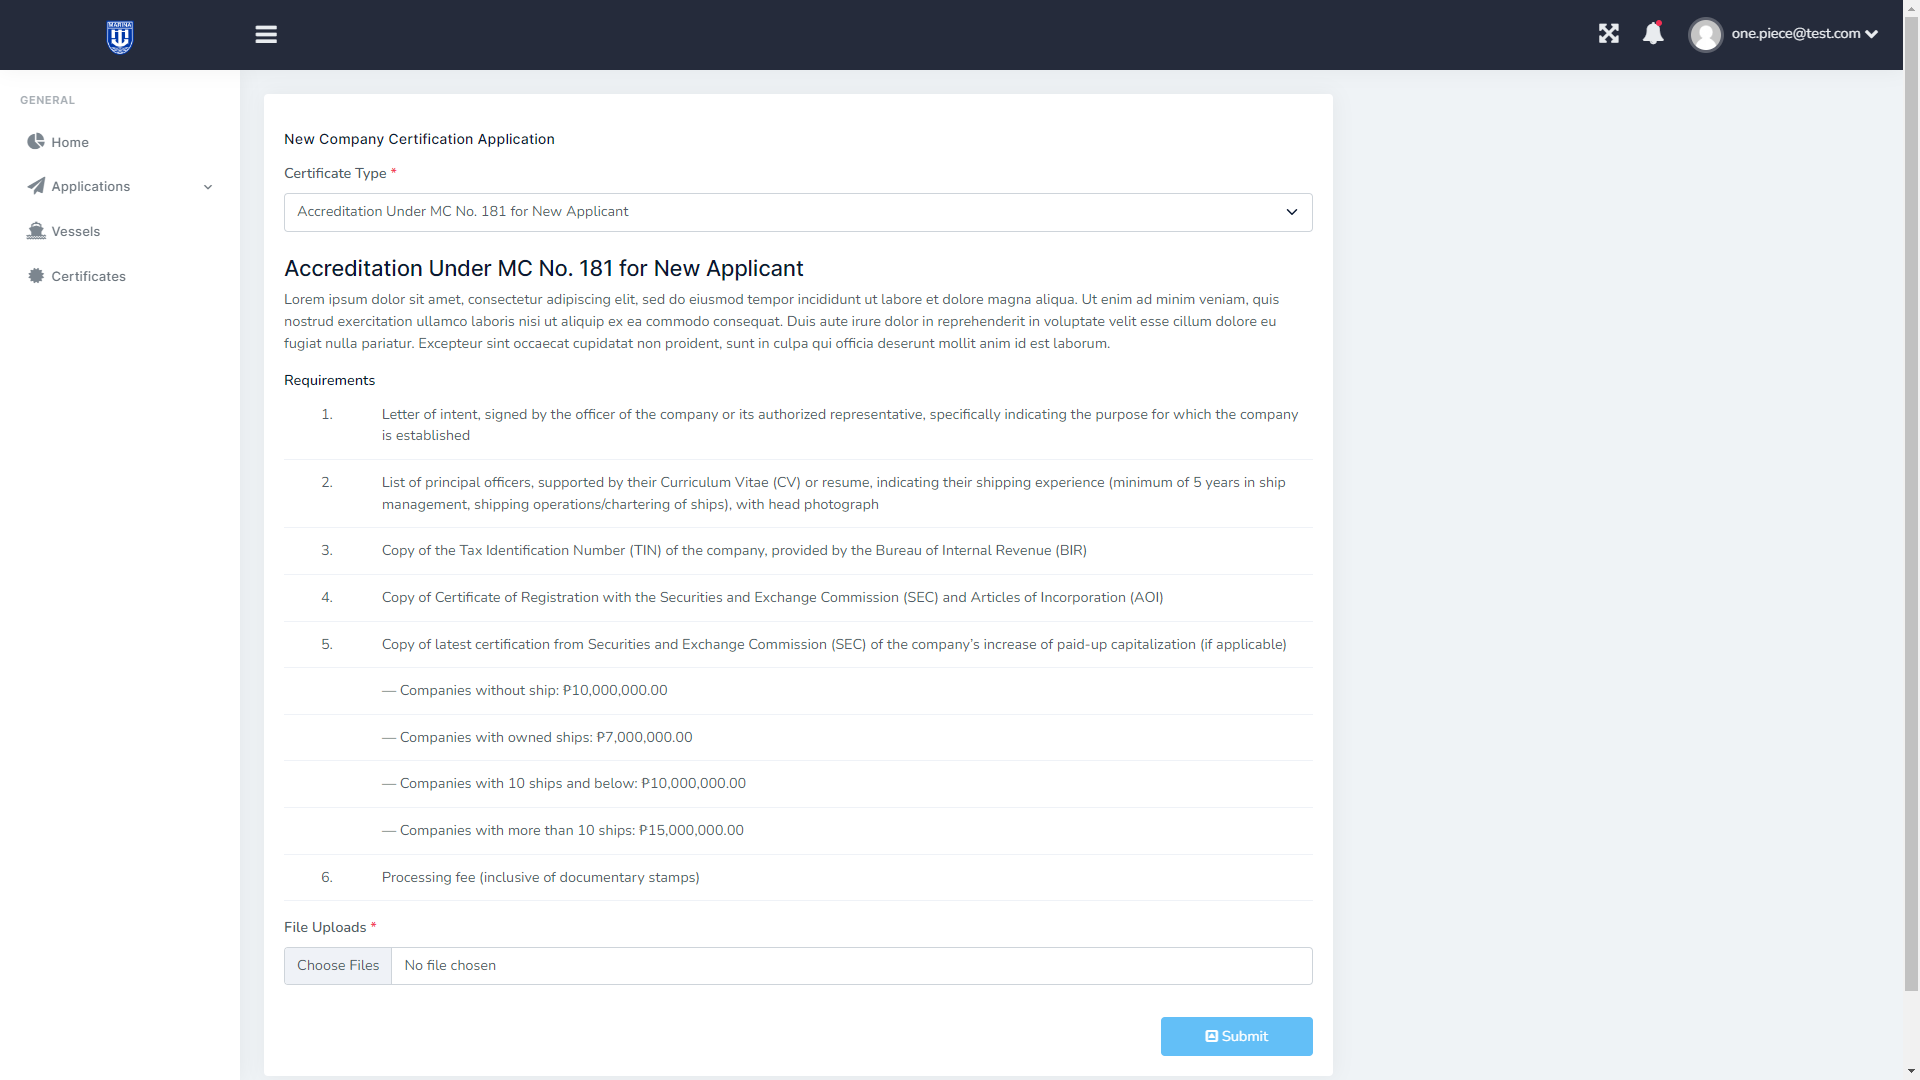 MARINA
one.piece@test.com
GENERAL
Home
Applications
Vessels
Certificates
New Company Certification Application
Certificate Type *
Accreditation Under MC No. 181 for New Applicant
Accreditation Under MC No. 181 for New Applicant
Lorem ipsum dolor sit amet, consectetur adipiscing elit, sed do eiusmod tempor incididunt ut labore et dolore magna aliqua. Ut enim ad minim veniam, quis
nostrud exercitation ullamco laboris nisi ut aliquip ex ea commodo consequat. Duis aute irure dolor in reprehenderit in voluptate velit esse cillum dolore eu
fugiat nulla pariatur. Excepteur sint occaecat cupidatat non proident, sunt in culpa qui officia deserunt mollit anim id est laborum.
Requirements
1. Letter of intent, signed by the officer of the company or its authorized representative, specifically indicating the purpose for which the company
is established
2. List of principal officers, supported by their Curriculum Vitae (CV) or resume, indicating their shipping experience (minimum of 5 years in ship
management, shipping operations/chartering of ships), with head photograph
3. Copy of the Tax Identification Number (TIN) of the company, provided by the Bureau of Internal Revenue (BIR)
4. Copy of Certificate of Registration with the Securities and Exchange Commission (SEC) and Articles of Incorporation (AOI)
5. Copy of latest certification from Securities and Exchange Commission (SEC) of the company’s increase of paid-up capitalization (if applicable)
— Companies without ship: ₱10,000,000.00
— Companies with owned ships: ₱7,000,000.00
— Companies with 10 ships and below: ₱10,000,000.00
— Companies with more than 10 ships: ₱15,000,000.00
6. Processing fee (inclusive of documentary stamps)
File Uploads *
Choose Files No file chosen
Submit